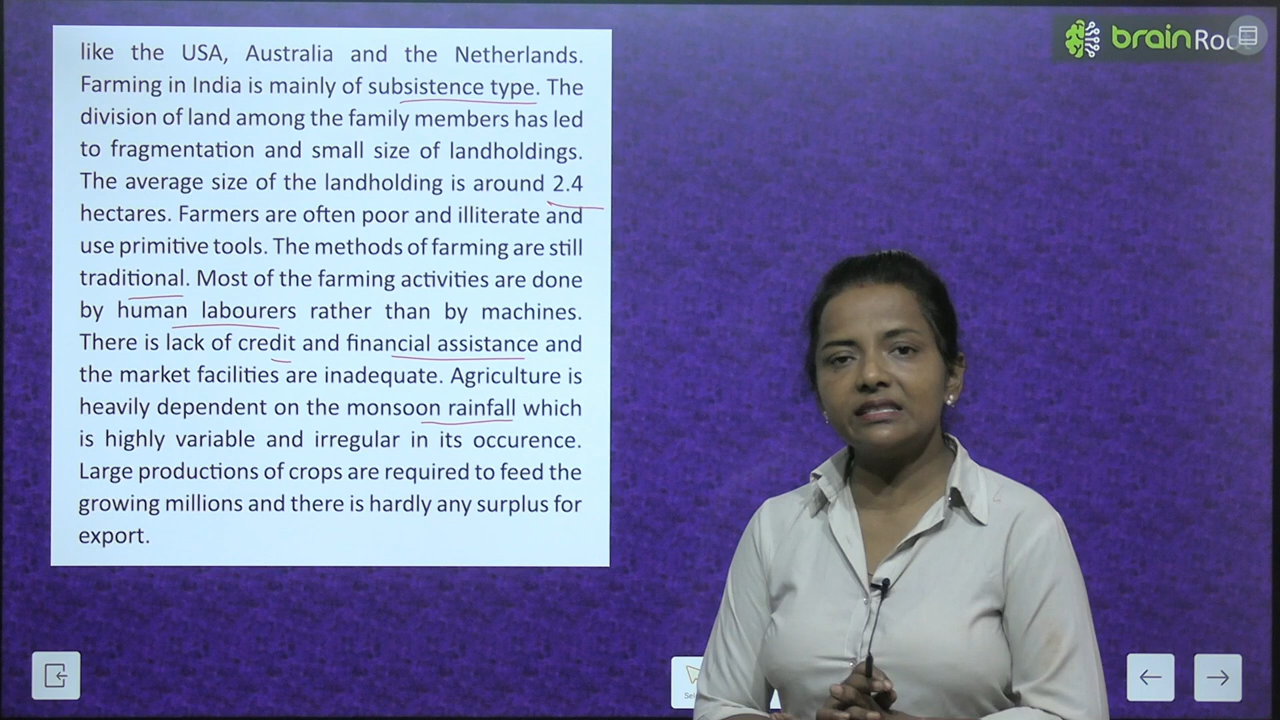 like the USA, Australia and the Netherlands.
Farming in India is mainly of subsistence type. The
division of land among the family members has led
to fragmentation and small size of landholdings.
The average size of the landholding is around 2.4
hectares. Farmers are often poor and illiterate and
use primitive tools. The methods of farming are still
traditional. Most of the farming activities are done
by human labourers rather than by machines.
There is lack of credit and financial assistance and
the market facilities are inadequate. Agriculture is
heavily dependent on the monsoon rainfall which
is highly variable and irregular in its occurence.
Large productions of crops are required to feed the
growing millions and there is hardly any surplus for
export.
brain